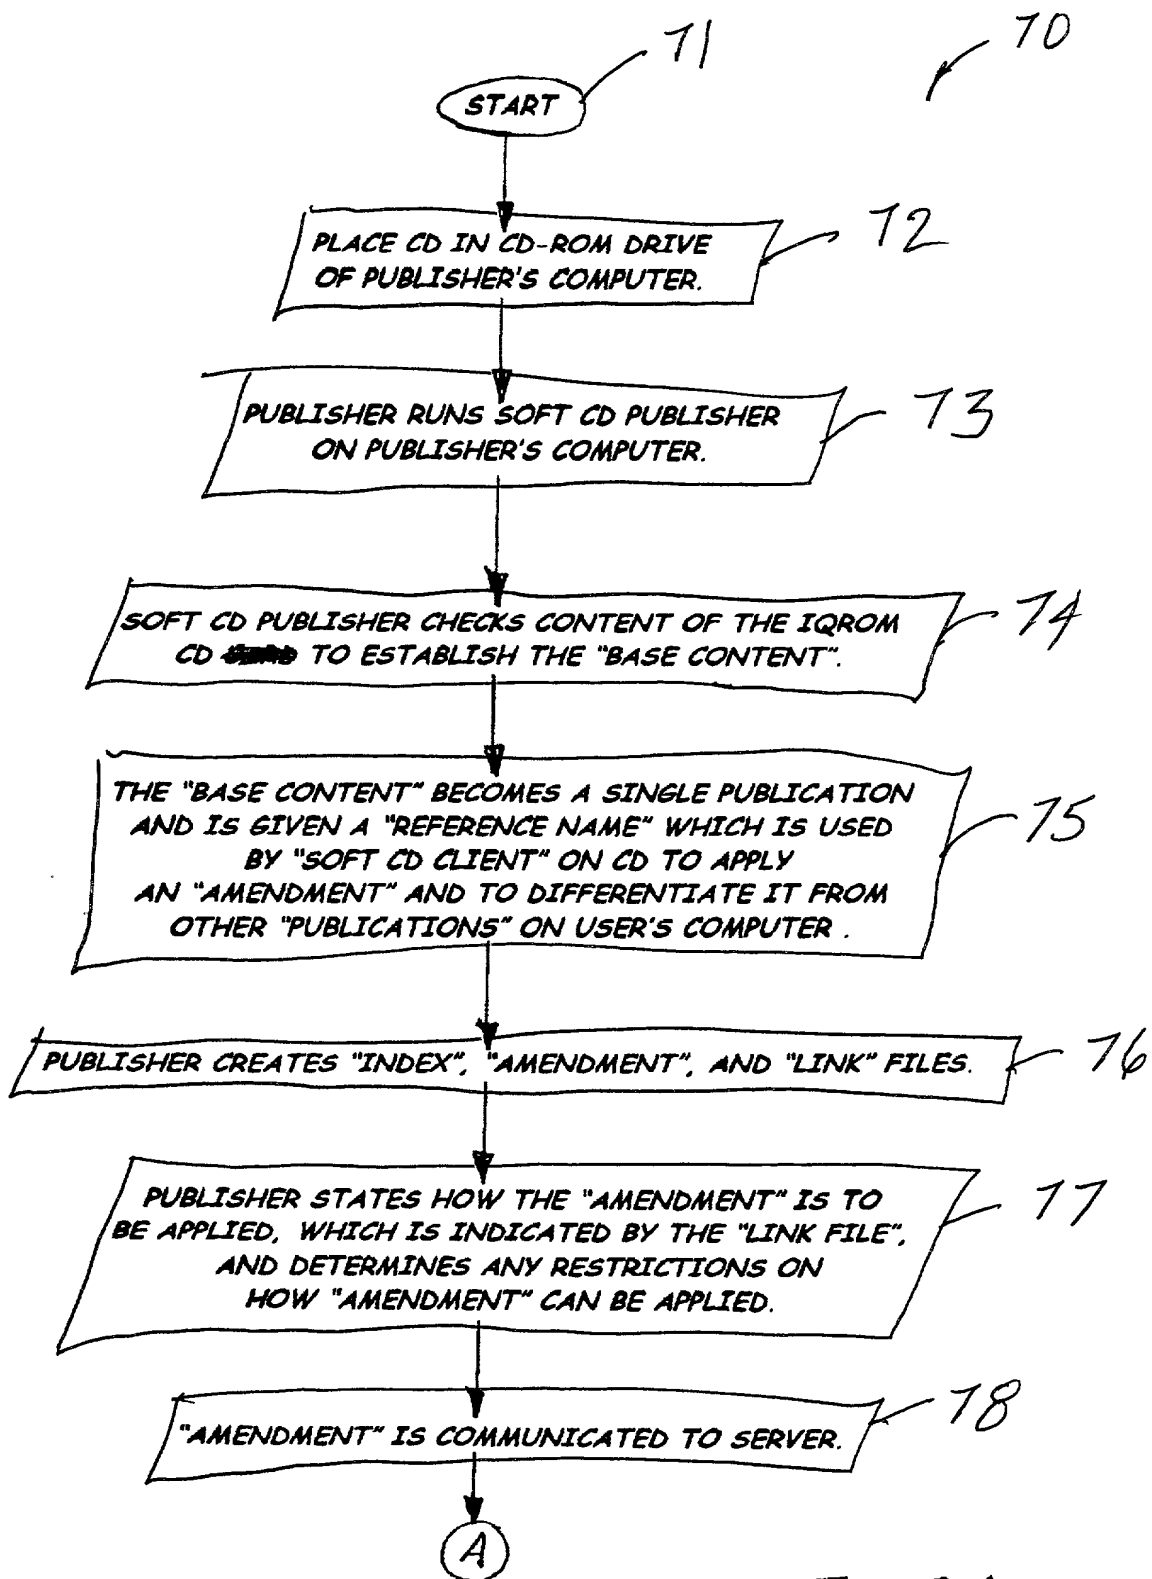 71
70
START
72
PLACE CD IN CD-ROM DRIVE
OF PUBLISHER'S COMPUTER.
73
PUBLISHER RUNS SOFT CD PUBLISHER
ON PUBLISHER'S COMPUTER.
74
SOFT CD PUBLISHER CHECKS CONTENT OF THE IQROM
CD TO ESTABLISH THE "BASE CONTENT".
75
THE "BASE CONTENT" BECOMES A SINGLE PUBLICATION
AND IS GIVEN A "REFERENCE NAME" WHICH IS USED
BY "SOFT CD CLIENT" ON CD TO APPLY
AN "AMENDMENT" AND TO DIFFERENTIATE IT FROM
OTHER "PUBLICATIONS" ON USER'S COMPUTER .
76
PUBLISHER CREATES "INDEX", "AMENDMENT", AND "LINK" FILES.
77
PUBLISHER STATES HOW THE "AMENDMENT" IS TO
BE APPLIED, WHICH IS INDICATED BY THE "LINK FILE",
AND DETERMINES ANY RESTRICTIONS ON
HOW "AMENDMENT" CAN BE APPLIED.
78
"AMENDMENT" IS COMMUNICATED TO SERVER.
A